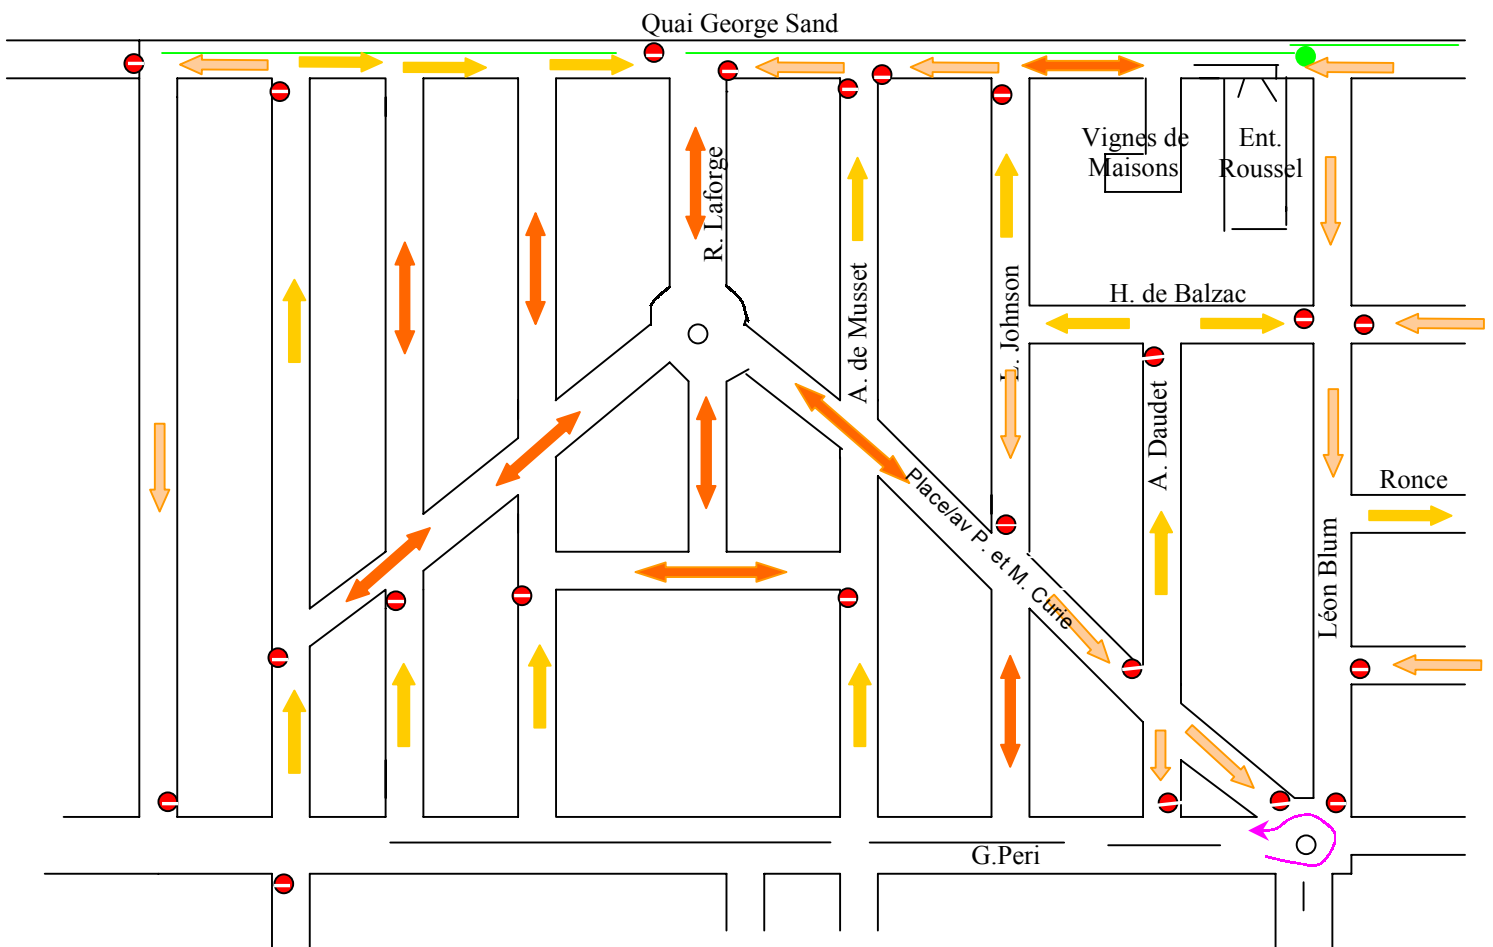 Quai George Sand
Vignes de
Maisons
Ent.
Roussel
R. Laforge
A. de Musset
L. Johnson
H. de Balzac
A. Daudet
Ronce
Place/av P. et M. Curie
Léon Blum
G.Peri